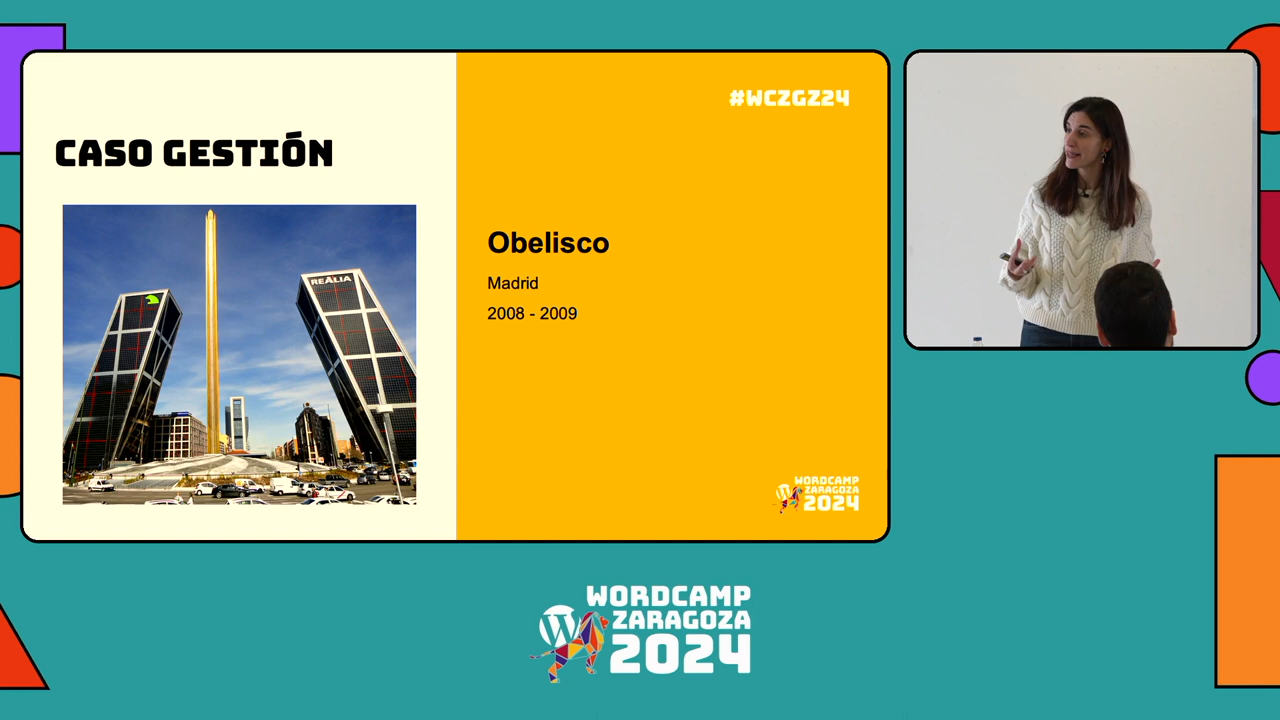 #WCZGZ24
CASO GESTIÓN
REALIA
Obelisco
Madrid
2008 - 2009
WORDCAMP
ZARAGOZA
2024
WORDCAMP
ZARAGOZA
2024